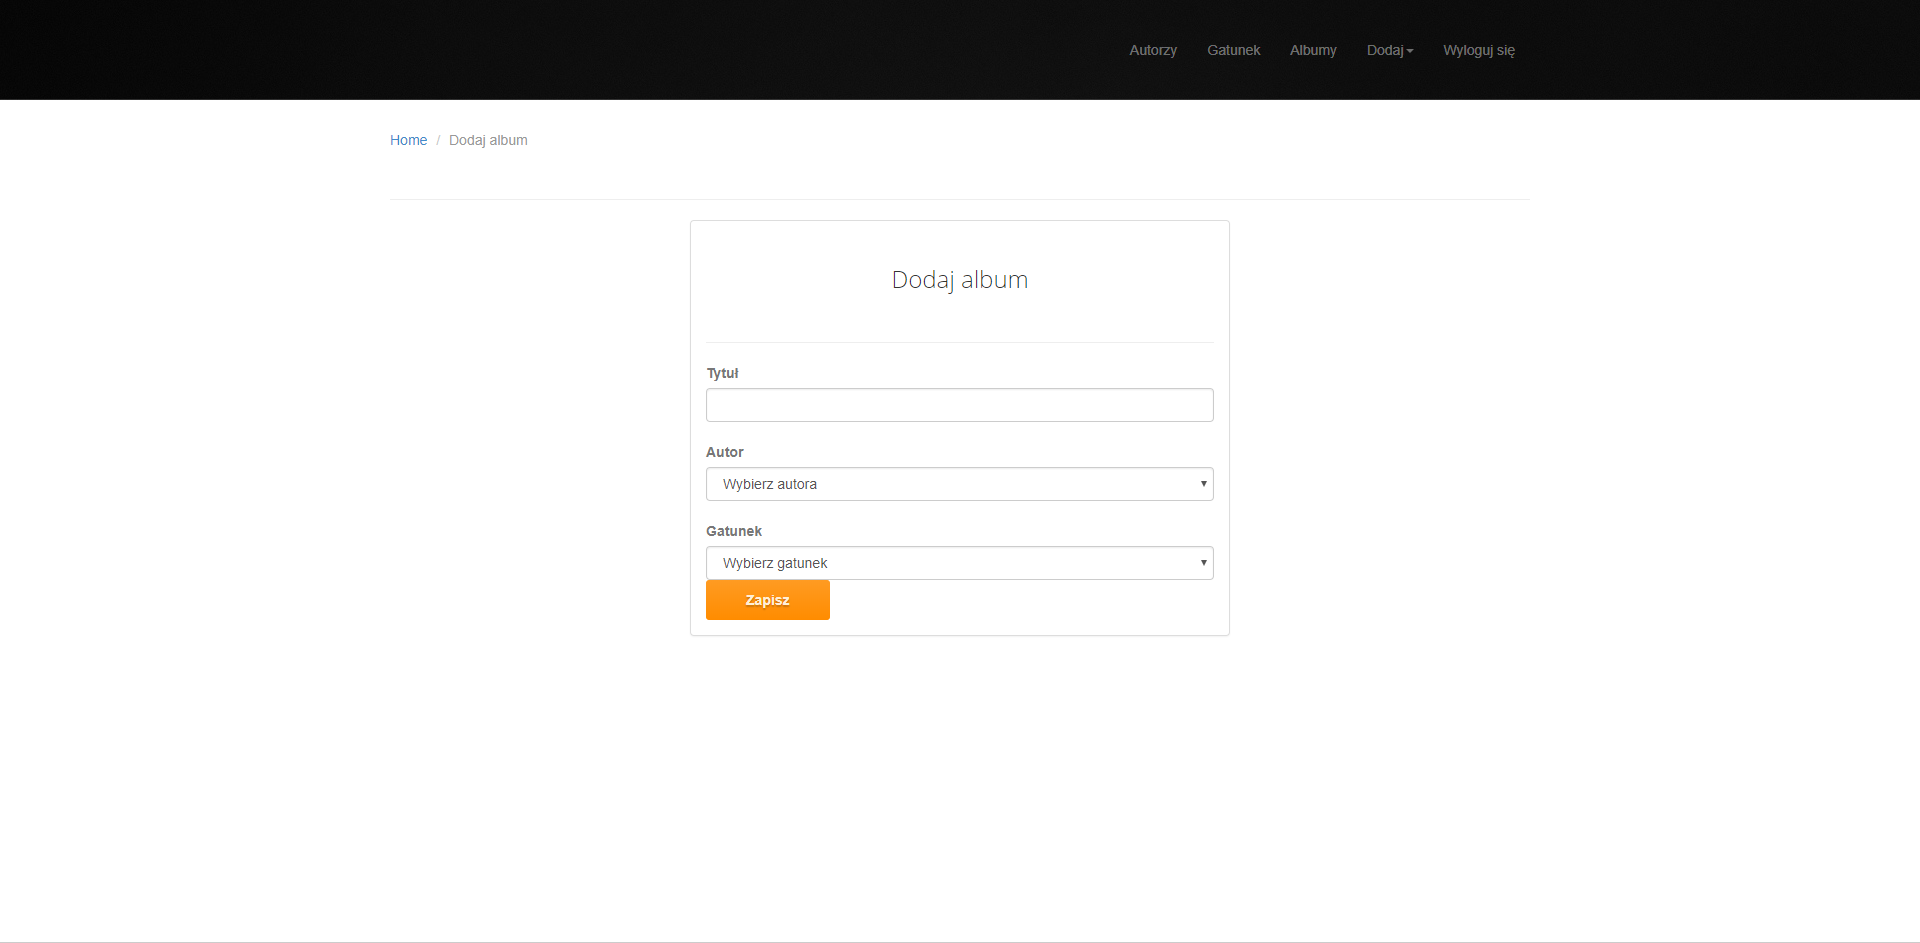 Autorzy Gatunek Albumy Dodaj Wyloguj się
Home / Dodaj album
Dodaj album
Tytuł
Autor
Wybierz autora
Gatunek
Wybierz gatunek
Zapisz